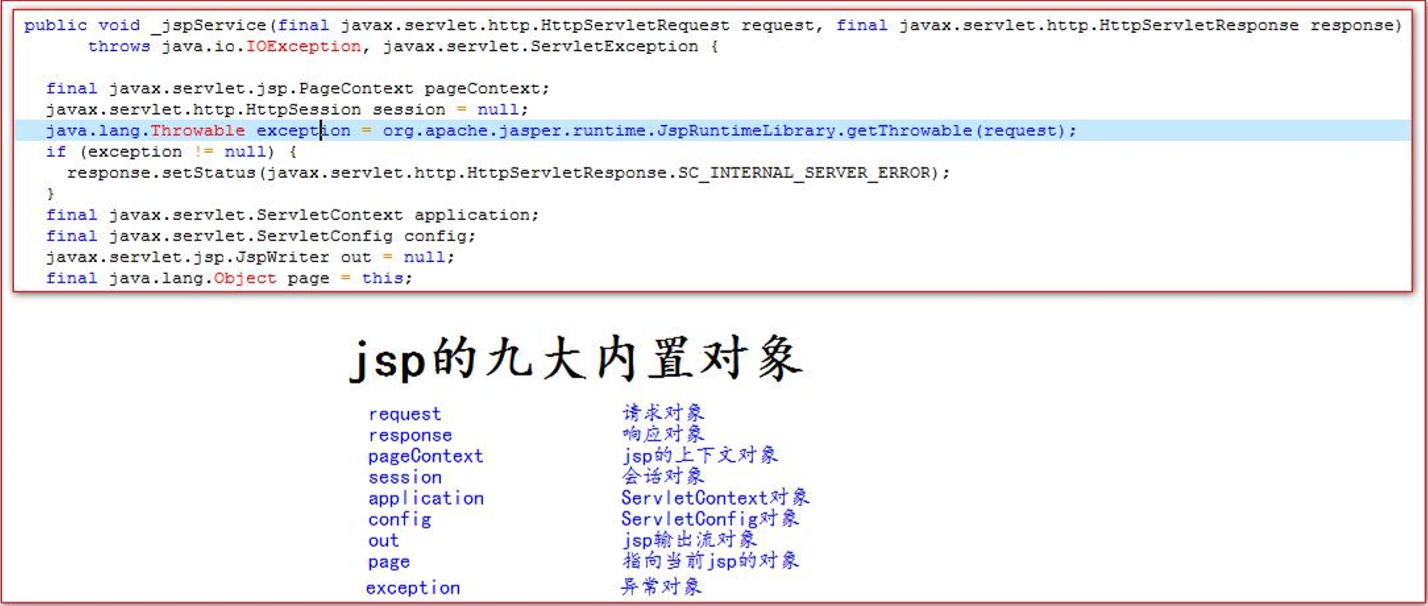 public void _jspService(final javax.servlet.http.HttpServletRequest request, final javax.servlet.http.HttpServletResponse response)
throws java.io.IOException, javax.servlet.ServletException {
final javax.servlet.jsp.PageContext pageContext;
javax.servlet.http.HttpSession session = null;
java.lang.Throwable exception = org.apache.jasper.runtime.JspRuntimeLibrary.getThrowable(request);
if (exception != null) {
response.setStatus(javax.servlet.http.HttpServletResponse.SC_INTERNAL_SERVER_ERROR);
}
final javax.servlet.ServletContext application;
final javax.servlet.ServletConfig config;
javax.servlet.jsp.JspWriter out = null;
final java.lang.Object page = this;
jsp的九大内置对象
request 请求对象
response 响应对象
pageContext jsp的上下文对象
session 会话对象
application ServletContext对象
config ServletConfig对象
out jsp输出流对象
page 指向当前jsp的对象
exception 异常对象